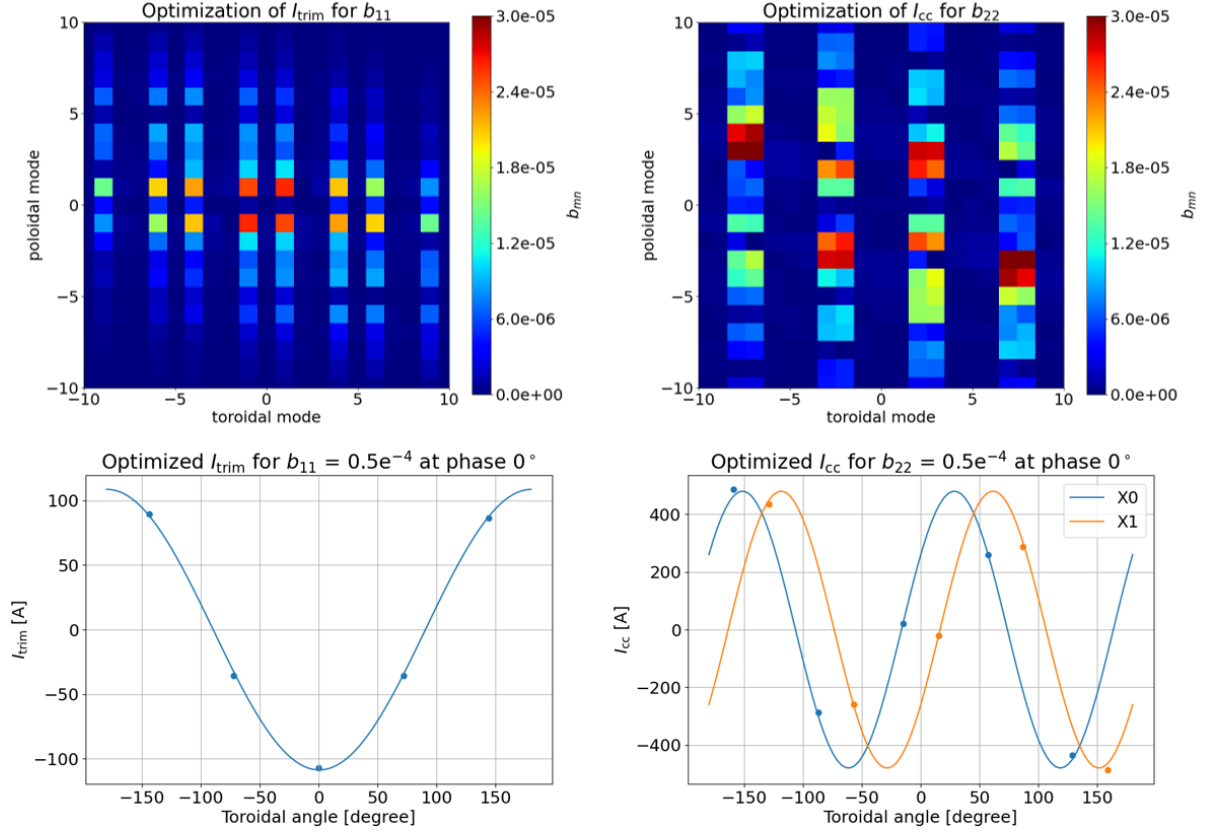 Optimization of I_trim for b_11
10
5
0
−5
−10
poloidal mode
−10
−5
0
5
10
toroidal mode
3.0e-05
2.4e-05
1.8e-05
1.2e-05
6.0e-06
0.0e+00
b_mn
Optimization of I_cc for b_22
10
5
0
−5
−10
poloidal mode
−10
−5
0
5
10
toroidal mode
3.0e-05
2.4e-05
1.8e-05
1.2e-05
6.0e-06
0.0e+00
b_mn
Optimized I_trim for b_11 = 0.5e^−4 at phase 0°
100
50
0
−50
−100
I_trim [A]
−150
−100
−50
0
50
100
150
Toroidal angle [degree]
Optimized I_cc for b_22 = 0.5e^−4 at phase 0°
400
200
0
−200
−400
I_cc [A]
X0
X1
−150
−100
−50
0
50
100
150
Toroidal angle [degree]